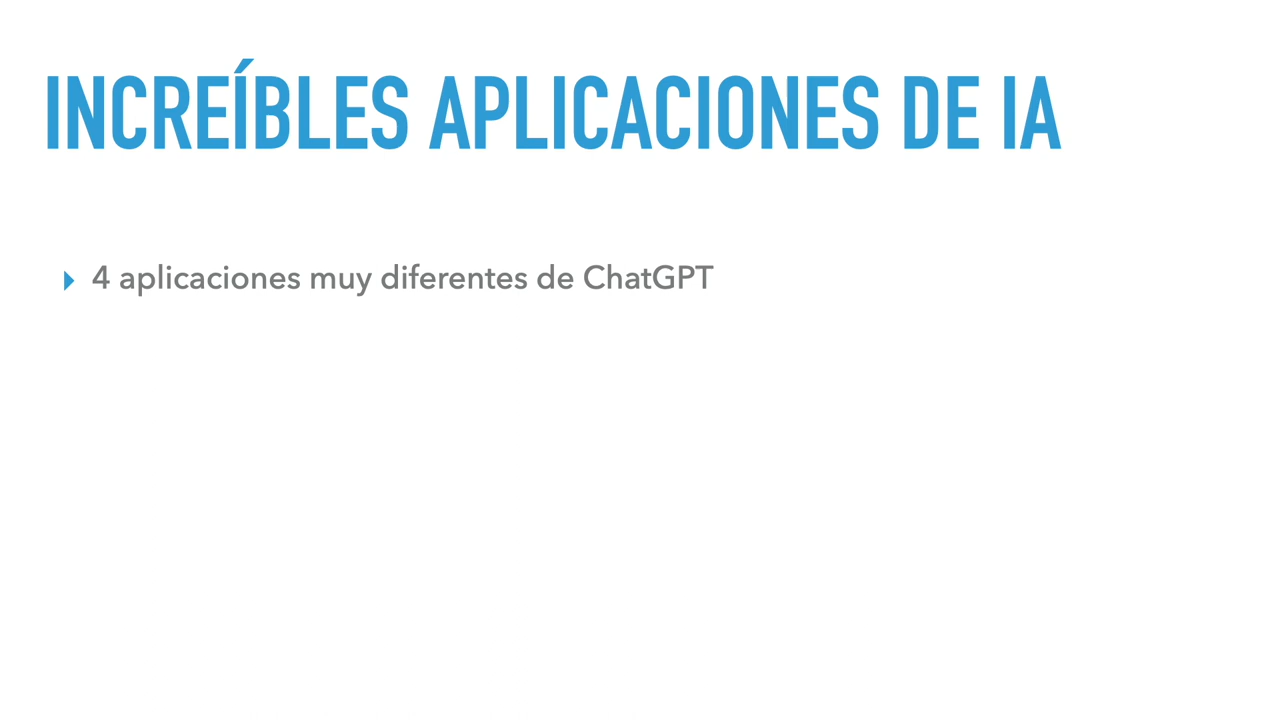 INCREÍBLES APLICACIONES DE IA
4 aplicaciones muy diferentes de ChatGPT